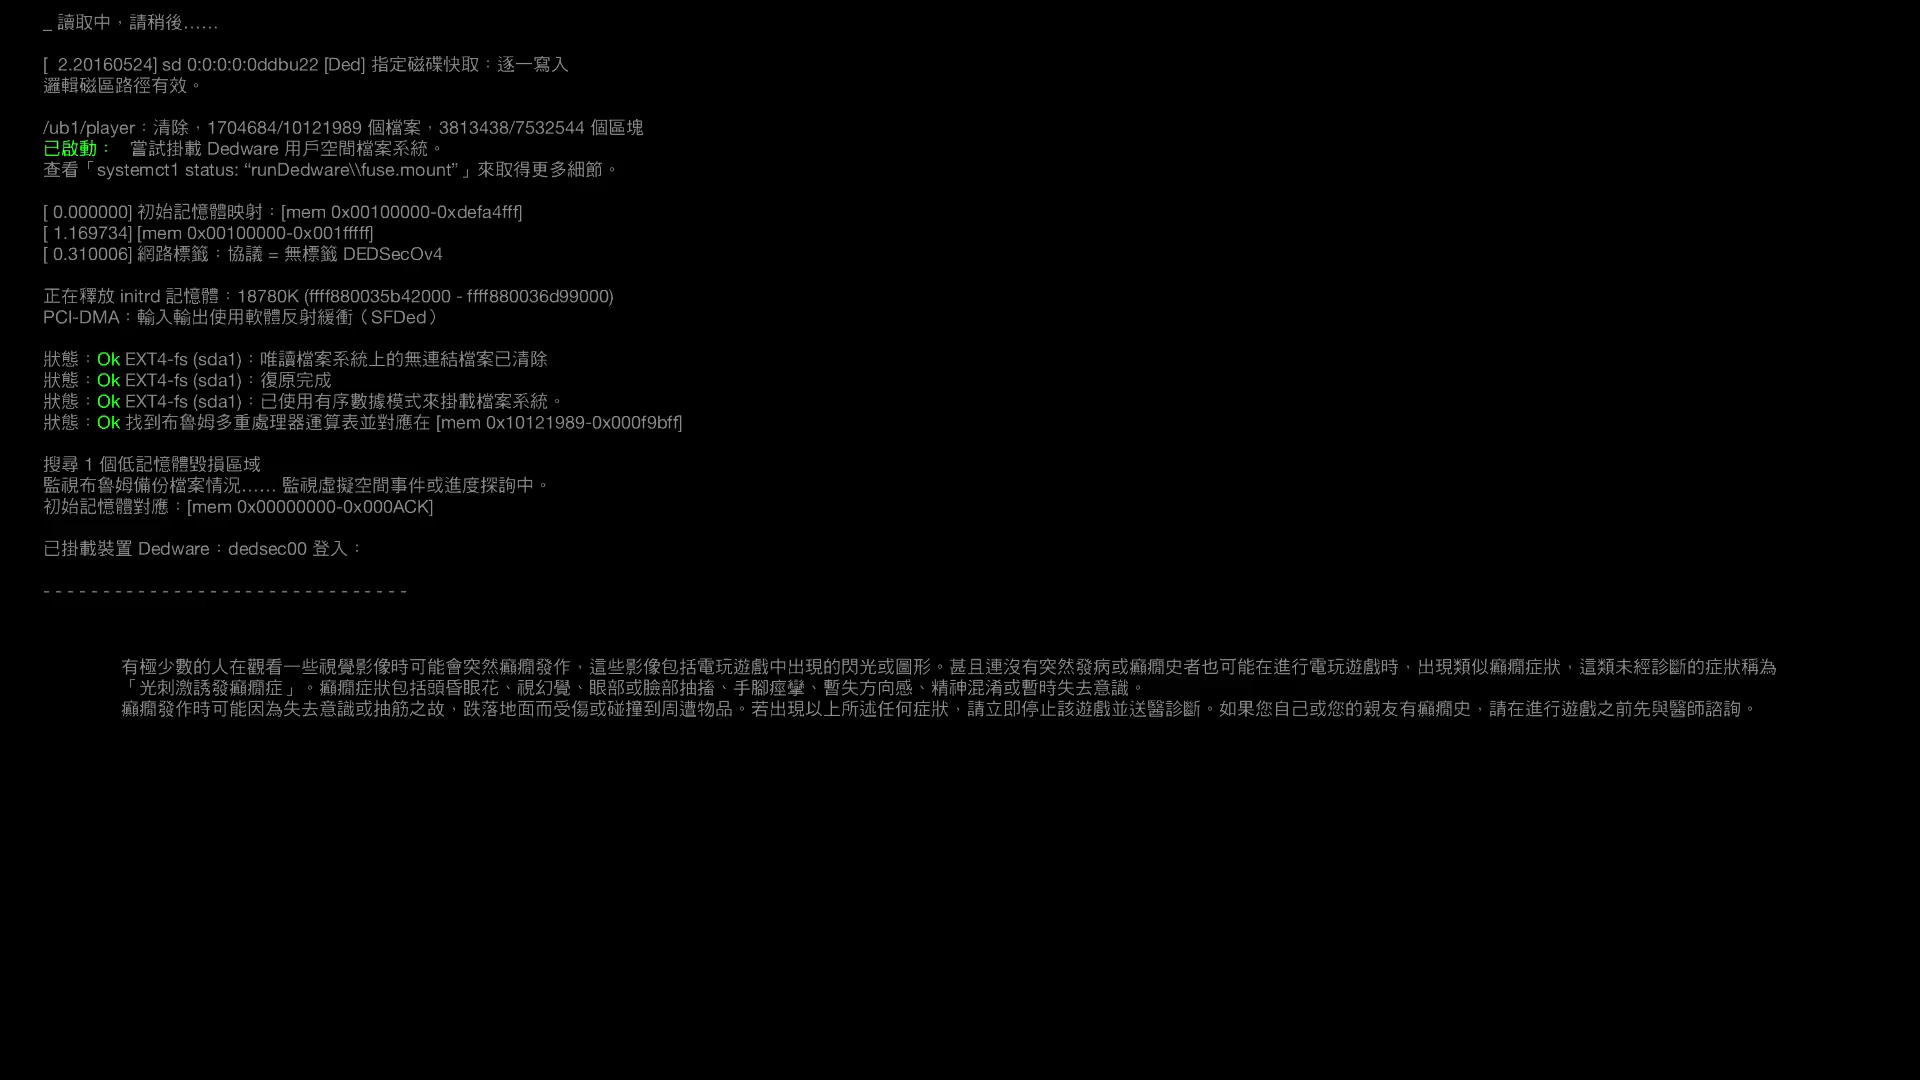 _ 讀取中，請稍後……
[  2.20160524] sd 0:0:0:0:0ddbu22 [Ded] 指定磁碟快取：逐一寫入
邏輯磁區路徑有效。
/ub1/player：清除，1704684/10121989 個檔案，3813438/7532544 個區塊
已啟動：　嘗試掛載 Dedware 用戶空間檔案系統。
查看「systemct1 status: “runDedware\\fuse.mount”」來取得更多細節。
[ 0.000000] 初始記憶體映射：[mem 0x00100000-0xdefa4fff]
[ 1.169734] [mem 0x00100000-0x001fffff]
[ 0.310006] 網路標籤：協議 = 無標籤 DEDSecOv4
正在釋放 initrd 記憶體：18780K (ffff880035b42000 - ffff880036d99000)
PCI-DMA：輸入輸出使用軟體反射緩衝（SFDed）
狀態：Ok EXT4-fs (sda1)：唯讀檔案系統上的無連結檔案已清除
狀態：Ok EXT4-fs (sda1)：復原完成
狀態：Ok EXT4-fs (sda1)：已使用有序數據模式來掛載檔案系統。
狀態：Ok 找到布魯姆多重處理器運算表並對應在 [mem 0x10121989-0x000f9bff]
搜尋 1 個低記憶體毀損區域
監視布魯姆備份檔案情況…… 監視虛擬空間事件或進度探詢中。
初始記憶體對應：[mem 0x00000000-0x000ACK]
已掛載裝置 Dedware：dedsec00 登入：
- - - - - - - - - - - - - - - - - - - - - - - - - - - - - - -
有極少數的人在觀看一些視覺影像時可能會突然癲癇發作，這些影像包括電玩遊戲中出現的閃光或圖形。甚且連沒有突然發病或癲癇史者也可能在進行電玩遊戲時，出現類似癲癇症狀，這類未經診斷的症狀稱為
「光刺激誘發癲癇症」。癲癇症狀包括頭昏眼花、視幻覺、眼部或臉部抽搐、手腳痙攣、暫失方向感、精神混淆或暫時失去意識。
癲癇發作時可能因為失去意識或抽筋之故，跌落地面而受傷或碰撞到周遭物品。若出現以上所述任何症狀，請立即停止該遊戲並送醫診斷。如果您自己或您的親友有癲癇史，請在進行遊戲之前先與醫師諮詢。